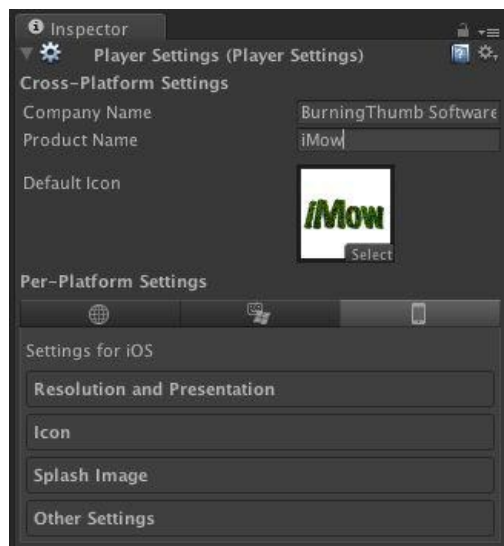 Inspector
Player Settings (Player Settings)
Cross-Platform Settings
Company Name BurningThumb Software
Product Name iMow
Default Icon
iMow
Select
Per-Platform Settings
Settings for iOS
Resolution and Presentation
Icon
Splash Image
Other Settings